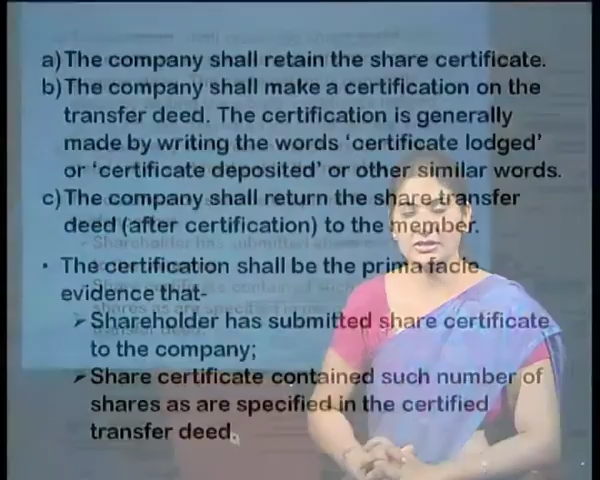 a) The company shall retain the share certificate.
b) The company shall make a certification on the
transfer deed. The certification is generally
made by writing the words ‘certificate lodged’
or ‘certificate deposited’ or other similar words.
c) The company shall return the share transfer
deed (after certification) to the member.
• The certification shall be the prima facie
evidence that-
➢ Shareholder has submitted share certificate
to the company;
➢ Share certificate contained such number of
shares as are specified in the certified
transfer deed.